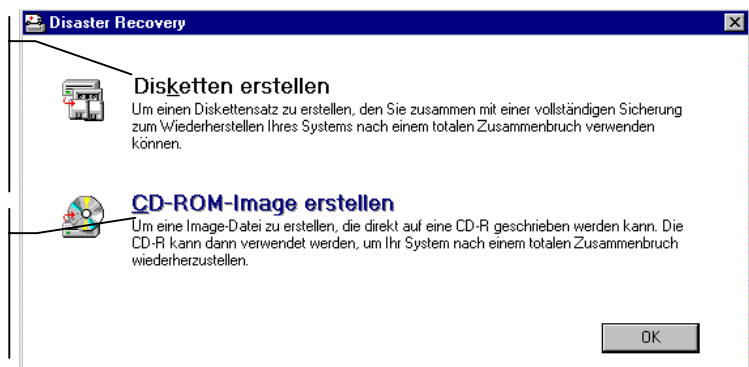 Disaster Recovery
Disketten erstellen
Um einen Diskettensatz zu erstellen, den Sie zusammen mit einer vollständigen Sicherung
zum Wiederherstellen Ihres Systems nach einem totalen Zusammenbruch verwenden
können.
CD-ROM-Image erstellen
Um eine Image-Datei zu erstellen, die direkt auf eine CD-R geschrieben werden kann. Die
CD-R kann dann verwendet werden, um Ihr System nach einem totalen Zusammenbruch
wiederherzustellen.
OK